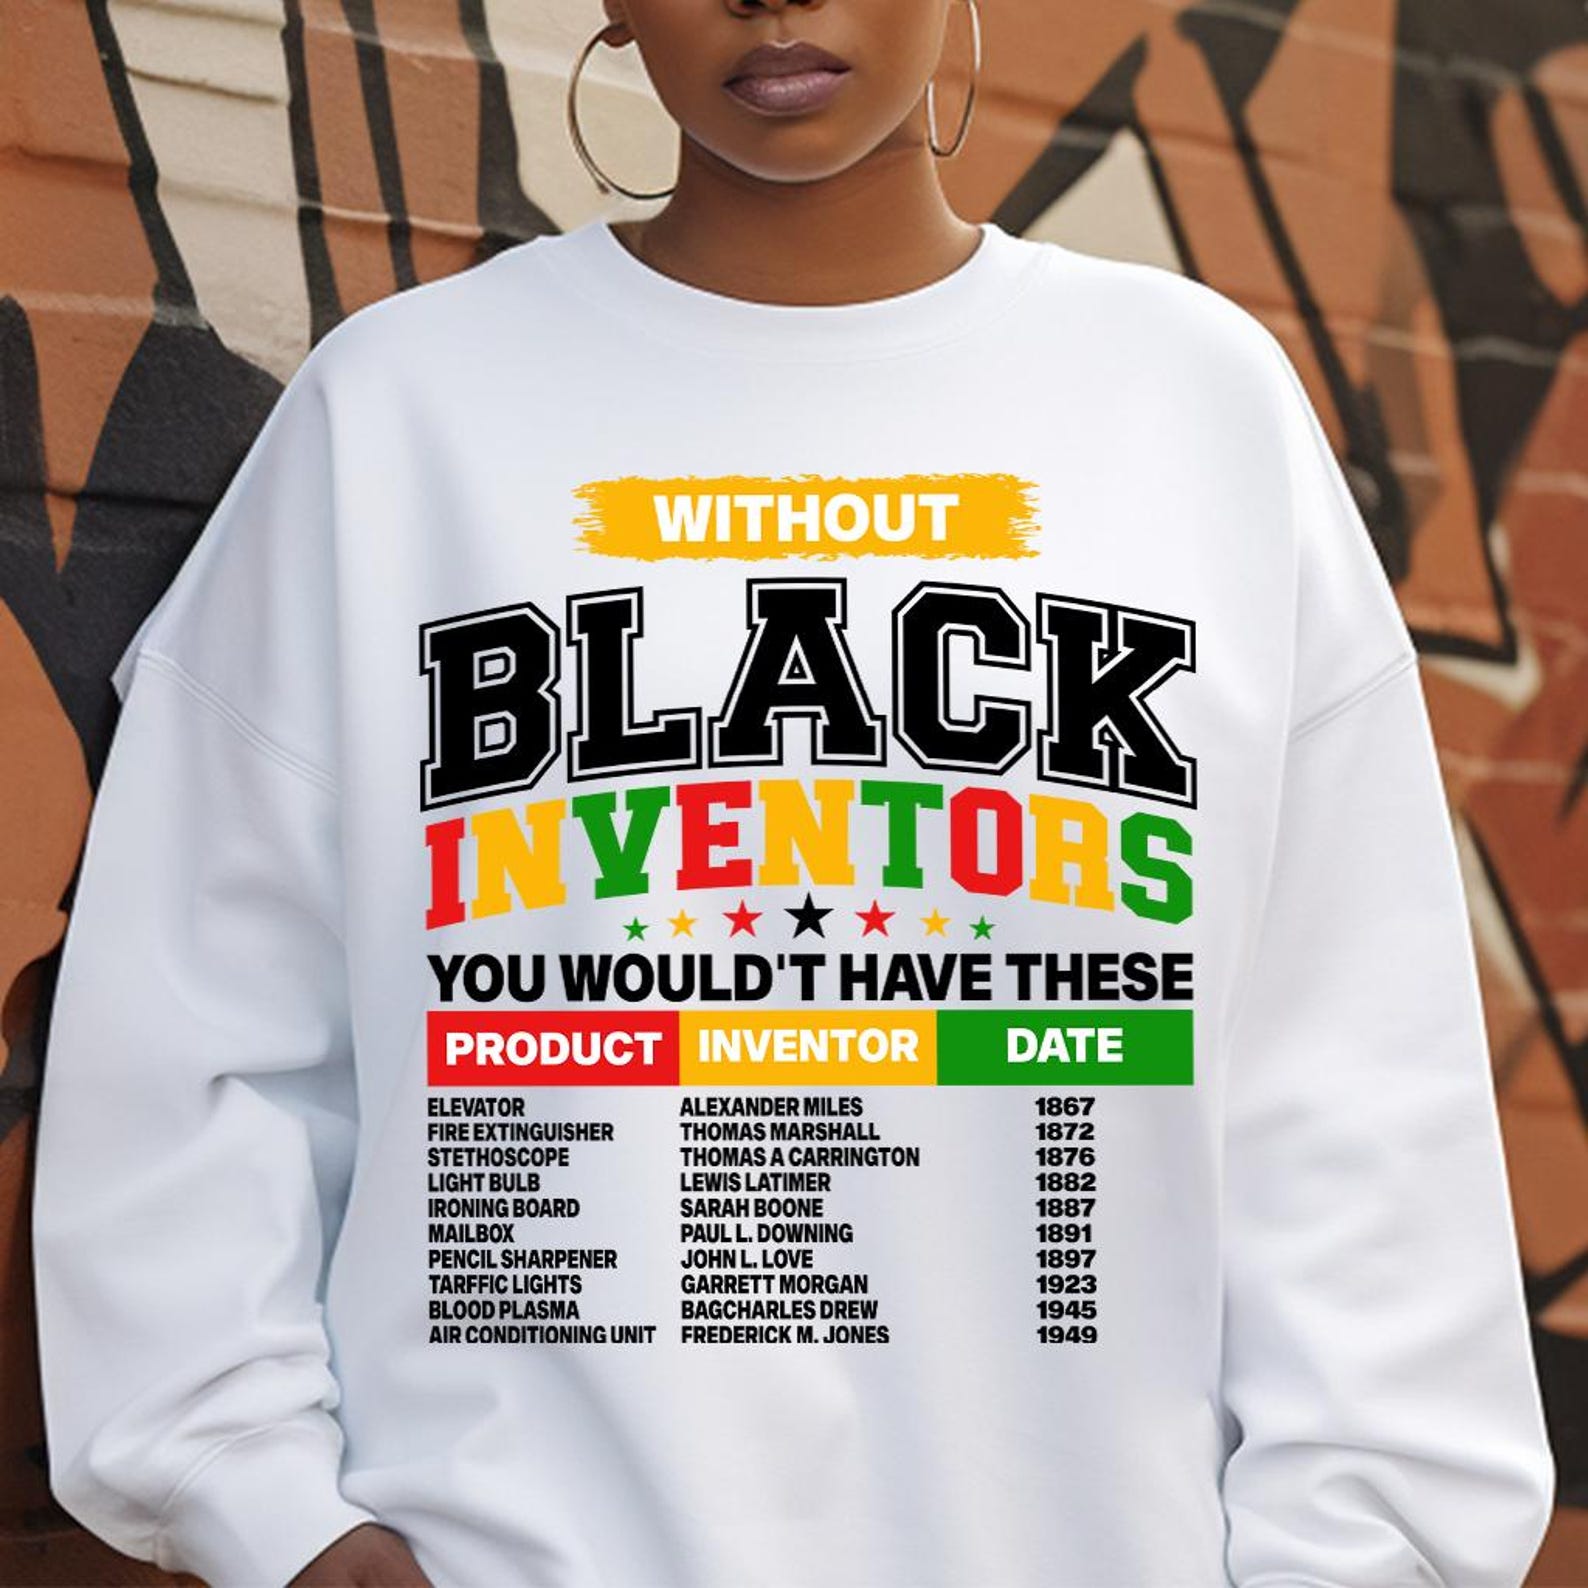 WITHOUT
BLACK
INVENTORS
YOU WOULD'T HAVE THESE
PRODUCT INVENTOR DATE
ELEVATOR ALEXANDER MILES 1867
FIRE EXTINGUISHER THOMAS MARSHALL 1872
STETHOSCOPE THOMAS A CARRINGTON 1876
LIGHT BULB LEWIS LATIMER 1882
IRONING BOARD SARAH BOONE 1887
MAILBOX PAUL L. DOWNING 1891
PENCIL SHARPENER JOHN L. LOVE 1897
TARFFIC LIGHTS GARRETT MORGAN 1923
BLOOD PLASMA BAGCHARLES DREW 1945
AIR CONDITIONING UNIT FREDERICK M. JONES 1949